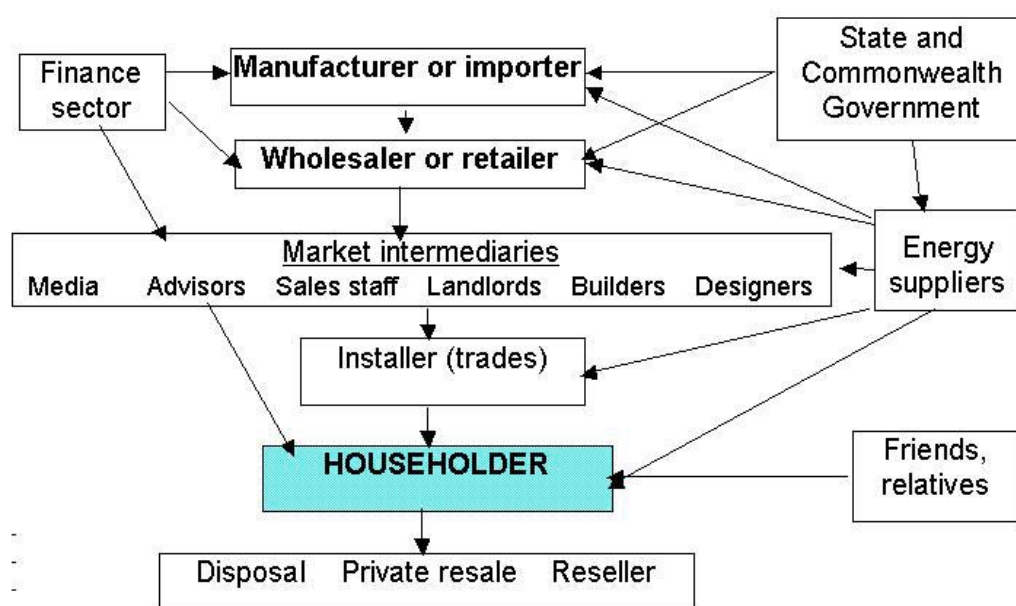 Finance
sector
Manufacturer or importer
State and
Commonwealth
Government
Wholesaler or retailer
Market intermediaries
Media Advisors Sales staff Landlords Builders Designers
Energy
suppliers
Installer (trades)
HOUSEHOLDER
Friends,
relatives
Disposal Private resale Reseller